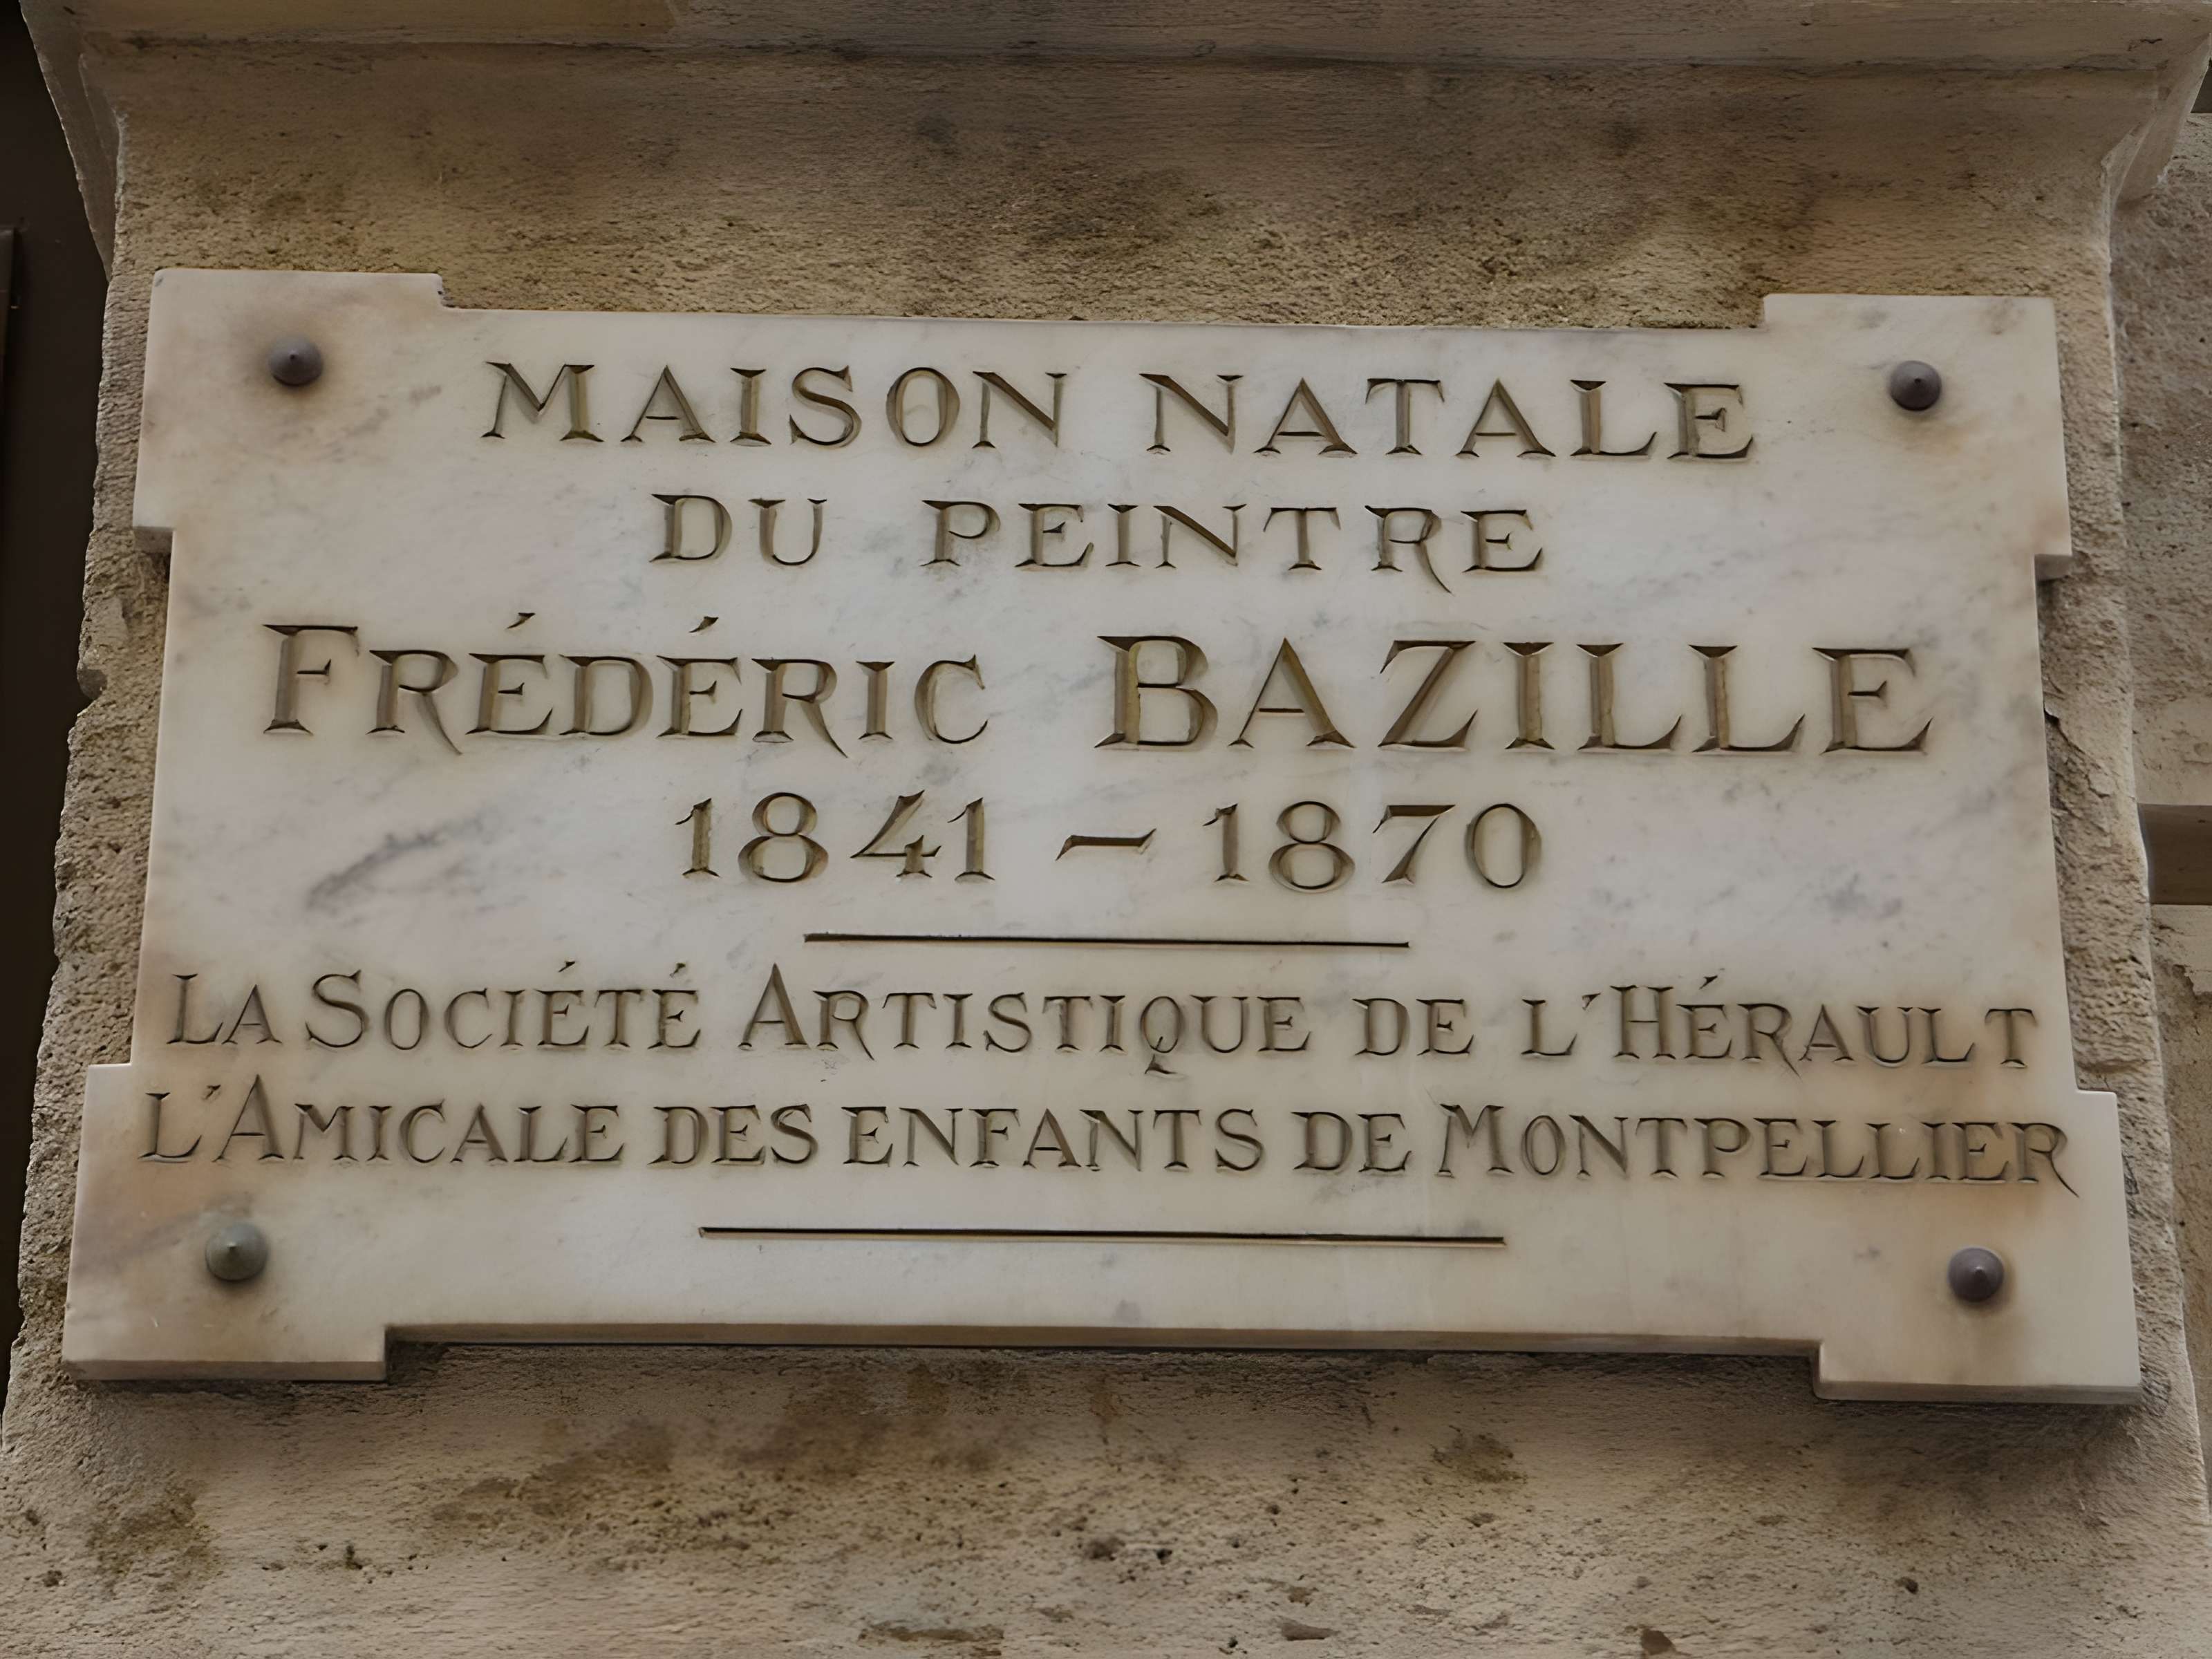 MAISON NATALE
DU PEINTRE
FRÉDÉRIC BAZILLE
1841 – 1870
LA SOCIÉTÉ ARTISTIQUE DE L'HÉRAULT
L'AMICALE DES ENFANTS DE MONTPELLIER